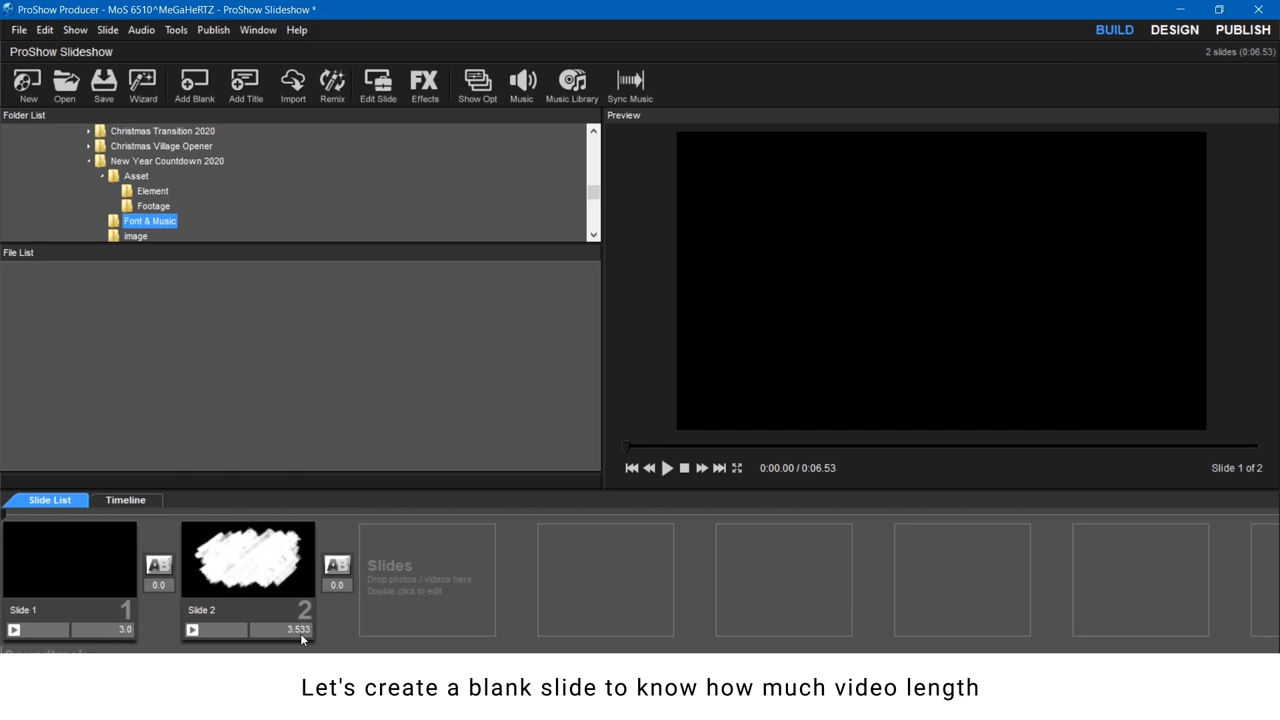 ProShow Producer - MoS 6510^MeGaHeRTZ - ProShow Slideshow *
File Edit Show Slide Audio Tools Publish Window Help
BUILD DESIGN PUBLISH
ProShow Slideshow
2 slides (0:06.53)
New Open Save Wizard Add Blank Add Title Import Remix Edit Slide Effects Show Opt Music Music Library Sync Music
FX
Folder List
Preview
Christmas Transition 2020
Christmas Village Opener
New Year Countdown 2020
Asset
Element
Footage
Font & Music
image
File List
0:00.00 / 0:06.53
Slide 1 of 2
Slide List Timeline
AB
AB
Slides
Drop photos / videos here.
Double click to edit.
0.0
0.0
Slide 1
1
Slide 2
2
3.0
3.533
Soundtrack
Let's create a blank slide to know how much video length